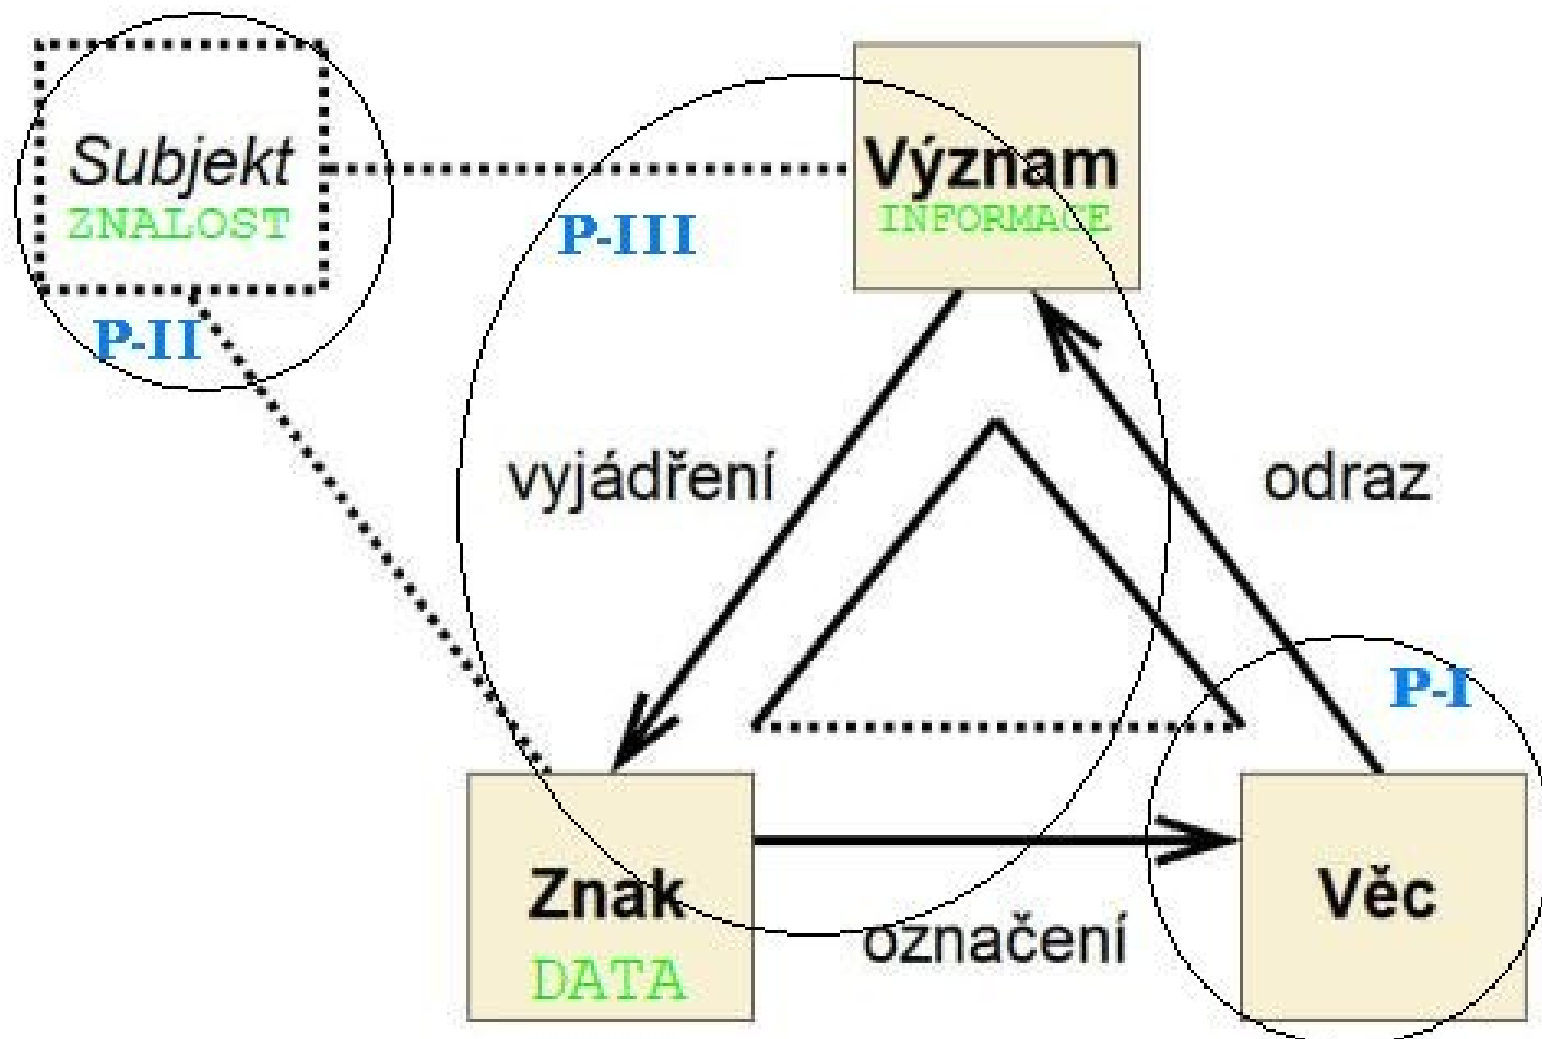 Subjekt
ZNALOST
P-II
P-III
Význam
INFORMACE
vyjádření
odraz
P-I
Znak
DATA
označení
Věc